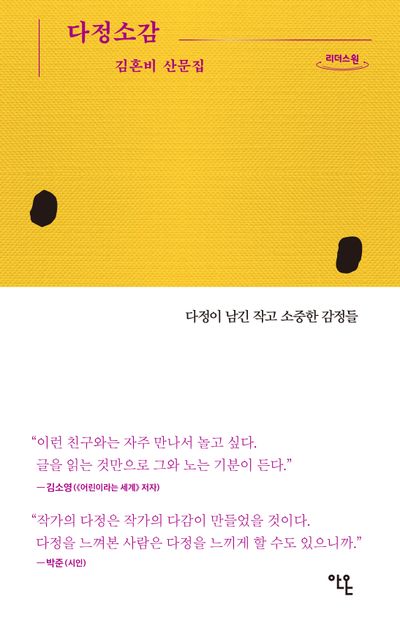 다정소감
김혼비 산문집
리더스원
다정이 남긴 작고 소중한 감정들
“이런 친구와는 자주 만나서 놀고 싶다.
글을 읽는 것만으로 그와 노는 기분이 든다.”
—김소영(《어린이라는 세계》 저자)
“작가의 다정은 작가의 다감이 만들었을 것이다.
다정을 느껴본 사람은 다정을 느끼게 할 수도 있으니까.”
—박준(시인)
안온